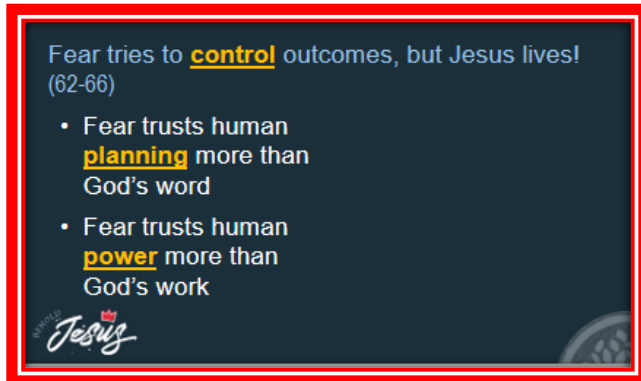 Fear tries to control outcomes, but Jesus lives!
(62-66)
• Fear trusts human
planning more than
God's word
• Fear trusts human
power more than
God's work
BEHOLD
Jesus